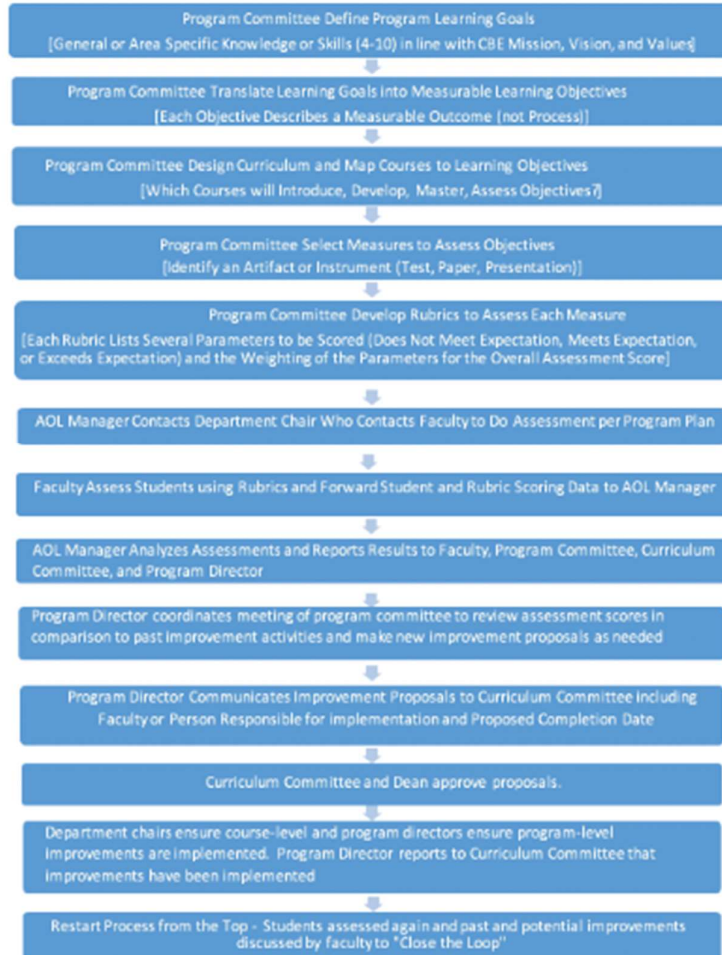 Program Committee Define Program Learning Goals
[General or Area Specific Knowledge or Skills (4-10) in line with CBE Mission, Vision, and Values]
Program Committee Translate Learning Goals into Measurable Learning Objectives
[Each Objective Describes a Measurable Outcome (not Process)]
Program Committee Design Curriculum and Map Courses to Learning Objectives
[Which Courses will Introduce, Develop, Master, Assess Objectives?]
Program Committee Select Measures to Assess Objectives
[Identify an Artifact or Instrument (Test, Paper, Presentation)]
Program Committee Develop Rubrics to Assess Each Measure
[Each Rubric Lists Several Parameters to be Scored (Does Not Meet Expectation, Meets Expectation,
or Exceeds Expectation) and the Weighting of the Parameters for the Overall Assessment Score]
AOL Manager Contacts Department Chair Who Contacts Faculty to Do Assessment per Program Plan
Faculty Assess Students using Rubrics and Forward Student and Rubric Scoring Data to AOL Manager
AOL Manager Analyzes Assessments and Reports Results to Faculty, Program Committee, Curriculum
Committee, and Program Director
Program Director coordinates meeting of program committee to review assessment scores in
comparison to past improvement activities and make new improvement proposals as needed
Program Director Communicates Improvement Proposals to Curriculum Committee including
Faculty or Person Responsible for implementation and Proposed Completion Date
Curriculum Committee and Dean approve proposals.
Department chairs ensure course-level and program directors ensure program-level
improvements are implemented. Program Director reports to Curriculum Committee that
improvements have been implemented
Restart Process from the Top - Students assessed again and past and potential improvements
discussed by faculty to "Close the Loop"